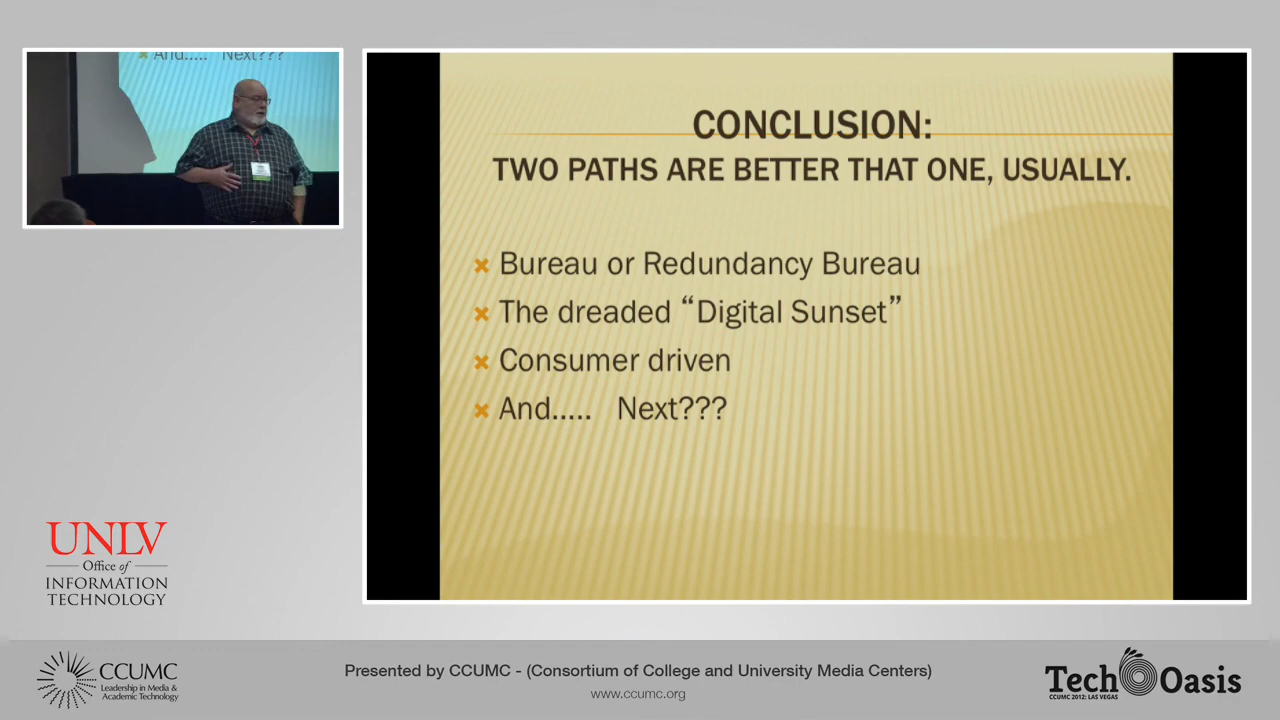 And..... Next???
CONCLUSION:
TWO PATHS ARE BETTER THAT ONE, USUALLY.
Bureau or Redundancy Bureau
The dreaded “Digital Sunset”
Consumer driven
And..... Next???
UNLV
Office of
INFORMATION
TECHNOLOGY
CCUMC
Leadership in Media &
Academic Technology
Presented by CCUMC - (Consortium of College and University Media Centers)
www.ccumc.org
Tech Oasis
CCUMC 2012: LAS VEGAS